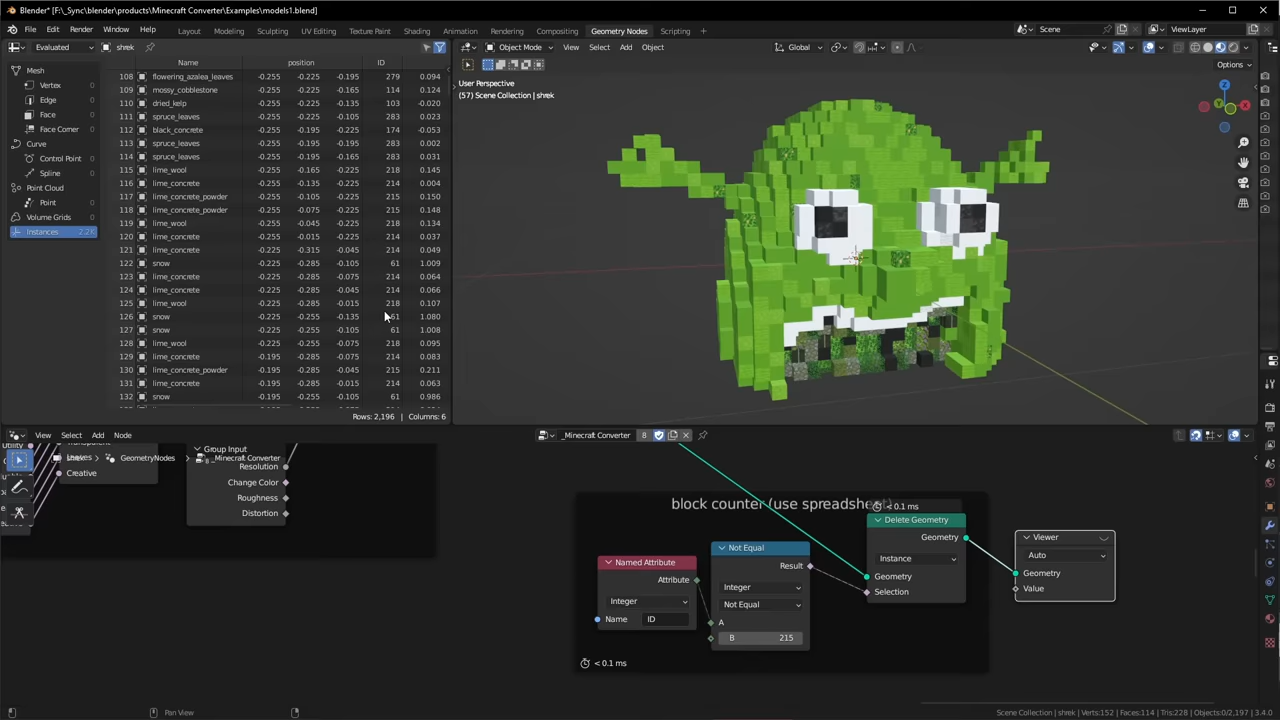 Blender* [F:\_Sync\blender\products\Minecraft Converter\Examples\models1.blend]
File Edit Render Window Help Layout Modeling Sculpting UV Editing Texture Paint Shading Animation Rendering Compositing Geometry Nodes Scripting Scene ViewLayer
Evaluated shrek Object Mode View Select Add Object Global
Options
Name position ID
Mesh
Vertex 0
Edge 0
Face 0
Face Corner 0
Curve
Control Point 0
Spline 0
Point Cloud
Point 0
Volume Grids 0
Instances 2.2K
108 flowering_azalea_leaves -0.255 -0.225 -0.195 279 0.094
109 mossy_cobblestone -0.255 -0.225 -0.165 114 0.124
110 dried_kelp -0.255 -0.225 -0.135 103 -0.020
111 spruce_leaves -0.255 -0.225 -0.105 283 0.023
112 black_concrete -0.255 -0.195 -0.225 174 -0.053
113 spruce_leaves -0.255 -0.195 -0.195 283 0.002
114 spruce_leaves -0.255 -0.195 -0.165 283 0.031
115 lime_wool -0.255 -0.165 -0.225 218 0.145
116 lime_concrete -0.255 -0.135 -0.225 214 0.004
117 lime_concrete_powder -0.255 -0.105 -0.225 215 0.150
118 lime_concrete_powder -0.255 -0.075 -0.225 215 0.148
119 lime_wool -0.255 -0.045 -0.225 218 0.134
120 lime_concrete -0.255 -0.015 -0.225 214 0.037
121 lime_concrete -0.225 -0.315 -0.045 214 0.049
122 snow -0.225 -0.285 -0.105 61 1.009
123 lime_concrete -0.225 -0.285 -0.075 214 0.064
124 lime_concrete -0.225 -0.285 -0.045 214 0.066
125 lime_wool -0.225 -0.285 -0.015 218 0.107
126 snow -0.225 -0.255 -0.135 61 1.080
127 snow -0.225 -0.255 -0.105 61 1.008
128 lime_wool -0.225 -0.255 -0.075 218 0.095
129 lime_concrete -0.195 -0.285 -0.075 214 0.083
130 lime_concrete_powder -0.195 -0.285 -0.045 215 0.211
131 lime_concrete -0.195 -0.285 -0.015 214 0.063
132 snow -0.195 -0.255 -0.105 61 0.986
Rows: 2,196 | Columns: 6
User Perspective
(57) Scene Collection | shrek
Z
Y
X
View Select Add Node _Minecraft Converter 8
GeometryNodes _Minecraft Converter
Creative
Group Input
Resolution
Change Color
Roughness
Distortion
block counter (use spreadsheet)
< 0.1 ms
Named Attribute
Attribute
Integer
Name ID
Not Equal
Result
Integer
Not Equal
A
B 215
Delete Geometry
Geometry
Instance
Geometry
Selection
Viewer
Auto
Geometry
Value
< 0.1 ms
Pan View
Scene Collection | shrek | Verts:152 | Faces:114 | Tris:228 | Objects:0/2,197 | 3.4.0